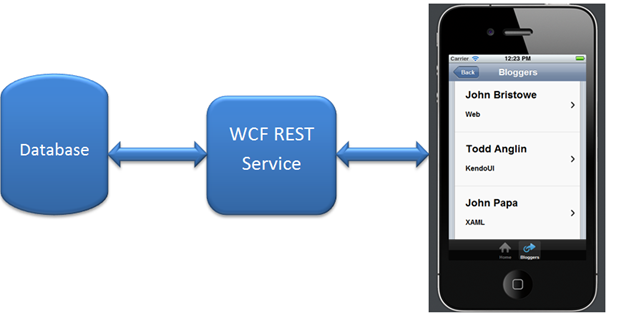 Database
WCF REST
Service
Carrier
12:23 PM
Back
Bloggers
John Bristowe
Web
Todd Anglin
KendoUI
John Papa
XAML
Home
Bloggers